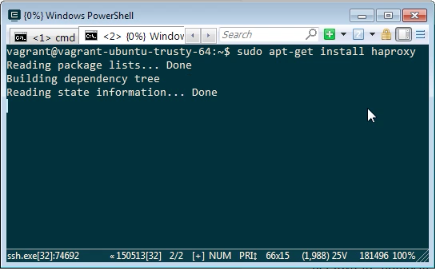 {0%} Windows PowerShell
<1> cmd
<2> {0%} Window
Search
vagrant@vagrant-ubuntu-trusty-64:~$ sudo apt-get install haproxy
Reading package lists... Done
Building dependency tree
Reading state information... Done
ssh.exe[32]:74692
« 150513[32] 2/2 [+] NUM PRI‡ 66x15 (1,988) 25V 181496 100%